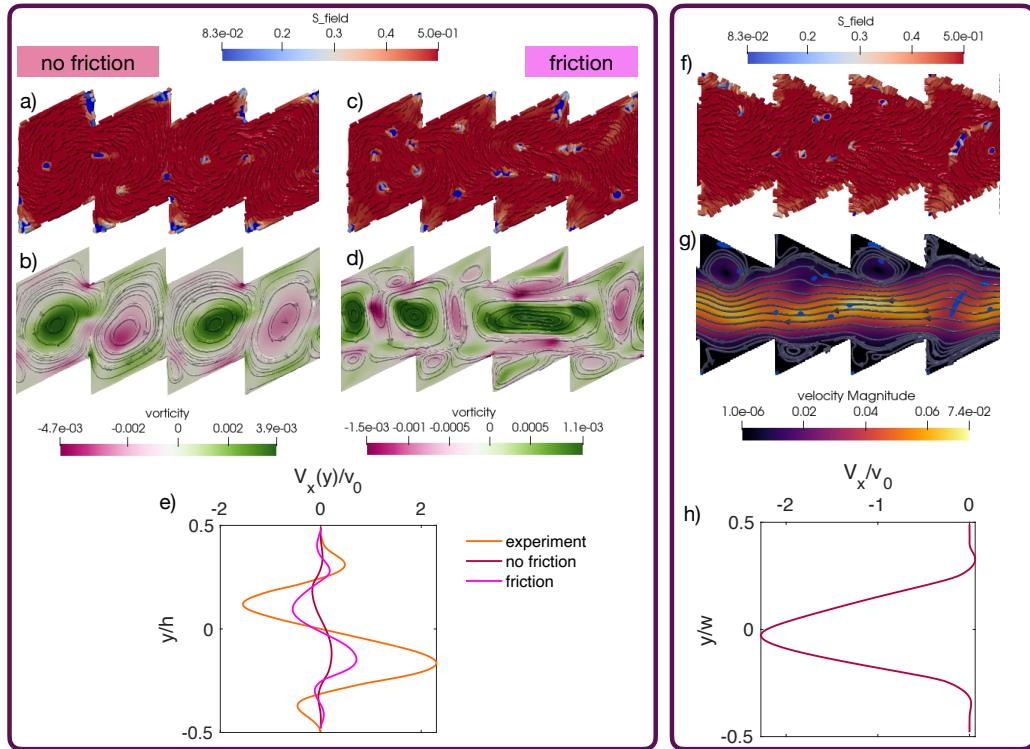 S_field
8.3e-02 0.2 0.3 0.4 5.0e-01
no friction
friction
a)
c)
b)
d)
vorticity
-4.7e-03 -0.002 0 0.002 3.9e-03
vorticity
-1.5e-03 -0.001 -0.0005 0 0.0005 1.1e-03
e)
V_x(y)/v_0
-2 0 2
0.5
0
-0.5
y/h
experiment
no friction
friction
S_field
8.3e-02 0.2 0.3 0.4 5.0e-01
f)
g)
velocity Magnitude
1.0e-06 0.02 0.04 0.06 7.4e-02
h)
V_x/v_0
-2 -1 0
0.5
0
-0.5
y/w